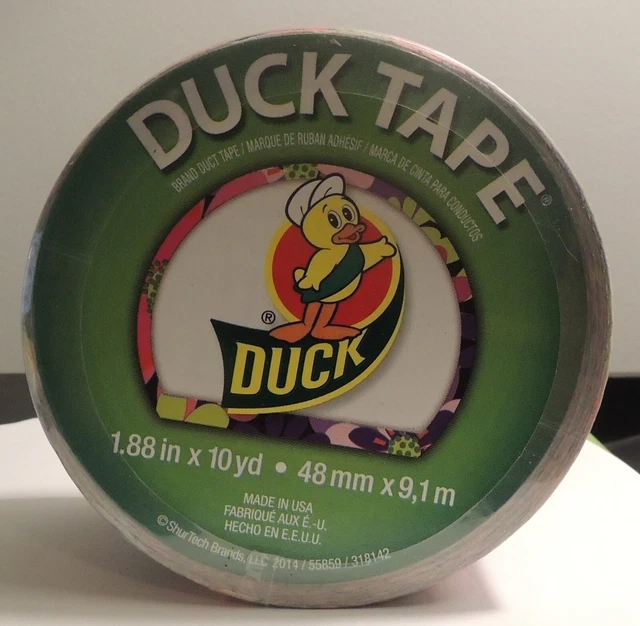 DUCK TAPE®
BRAND DUCT TAPE / MARQUE DE RUBAN ADHÉSIF / MARCA DE CINTA PARA CONDUCTOS
®
DUCK
1.88 in x 10 yd • 48 mm x 9,1 m
MADE IN USA
FABRIQUÉ AUX É.-U.
HECHO EN E.E.U.U.
©ShurTech Brands, LLC 2014 / 55859 / 318142